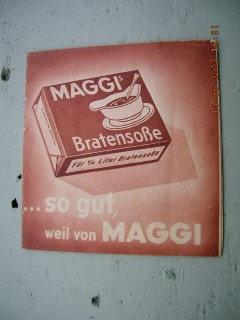 MAGGI's
Bratensoße
Für ¼ Liter Bratensoße
... so gut,
weil von MAGGI